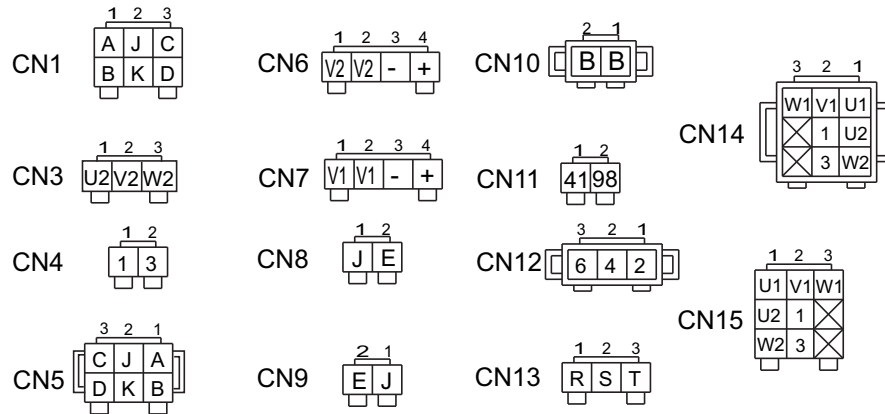 CN1
1 2 3
A J C
B K D
CN3
1 2 3
U2 V2 W2
CN4
1 2
1 3
CN5
3 2 1
C J A
D K B
CN6
1 2 3 4
V2 V2 - +
CN7
1 2 3 4
V1 V1 - +
CN8
1 2
J E
CN9
2 1
E J
CN10
2 1
B B
CN11
1 2
41 98
CN12
3 2 1
6 4 2
CN13
1 2 3
R S T
CN14
3 2 1
W1 V1 U1
1 U2
3 W2
CN15
1 2 3
U1 V1 W1
U2 1
W2 3